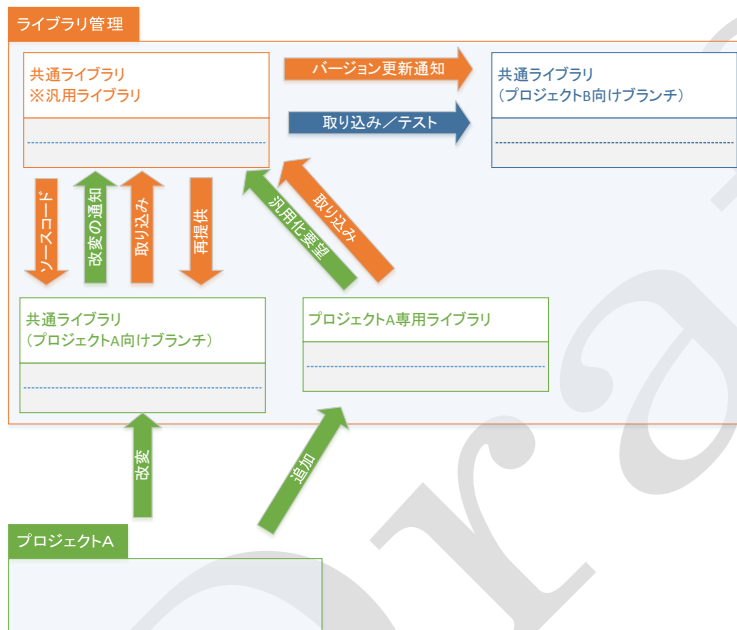 ライブラリ管理
共通ライブラリ
※汎用ライブラリ
バージョン更新通知
取り込み／テスト
共通ライブラリ
（プロジェクトB向けブランチ）
ソースコード
改変の通知
取り込み
再提供
汎用化要望
取り込み
共通ライブラリ
（プロジェクトA向けブランチ）
プロジェクトA専用ライブラリ
改変
追加
プロジェクトA